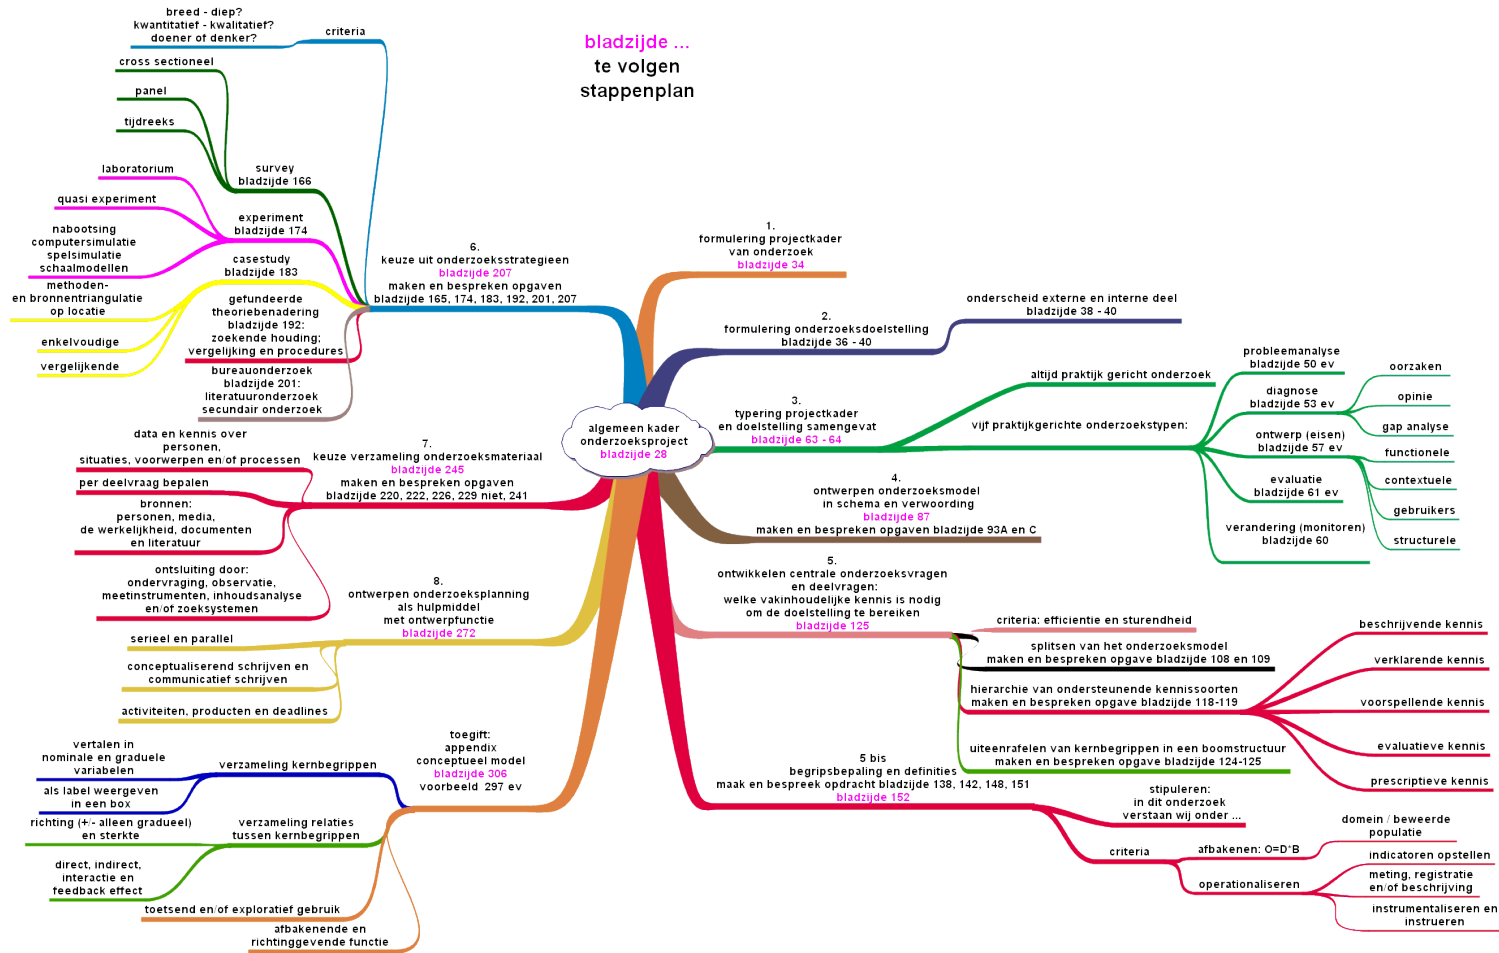 bladzijde ...
te volgen
stappenplan
algemeen kader
onderzoeksproject
bladzijde 28
1.
formulering projectkader
van onderzoek
bladzijde 34
2.
formulering onderzoeksdoelstelling
bladzijde 36 - 40
onderscheid externe en interne deel
bladzijde 38 - 40
3.
typering projectkader
en doelstelling samengevat
bladzijde 63 - 64
altijd praktijk gericht onderzoek
vijf praktijkgerichte onderzoekstypen:
probleemanalyse
bladzijde 50 ev
diagnose
bladzijde 53 ev
oorzaken
opinie
gap analyse
ontwerp (eisen)
bladzijde 57 ev
functionele
contextuele
gebruikers
structurele
evaluatie
bladzijde 61 ev
verandering (monitoren)
bladzijde 60
4.
ontwerpen onderzoeksmodel
in schema en verwoording
bladzijde 87
maken en bespreken opgaven bladzijde 93A en C
5.
ontwikkelen centrale onderzoeksvragen
en deelvragen:
welke vakinhoudelijke kennis is nodig
om de doelstelling te bereiken
bladzijde 125
criteria: efficientie en sturendheid
splitsen van het onderzoeksmodel
maken en bespreken opgave bladzijde 108 en 109
hierarchie van ondersteunende kennissoorten
maken en bespreken opgave bladzijde 118-119
beschrijvende kennis
verklarende kennis
voorspellende kennis
evaluatieve kennis
prescriptieve kennis
uiteenrafelen van kernbegrippen in een boomstructuur
maken en bespreken opgave bladzijde 124-125
5 bis
begripsbepaling en definities
maak en bespreek opdracht bladzijde 138, 142, 148, 151
bladzijde 152
stipuleren:
in dit onderzoek
verstaan wij onder ...
criteria
afbakenen: O=D*B
domein / beweerde
populatie
operationaliseren
indicatoren opstellen
meting, registratie
en/of beschrijving
instrumentaliseren en
instrueren
6.
keuze uit onderzoeksstrategieen
bladzijde 207
maken en bespreken opgaven
bladzijde 165, 174, 183, 192, 201, 207
criteria
breed - diep?
kwantitatief - kwalitatief?
doener of denker?
survey
bladzijde 166
cross sectioneel
panel
tijdreeks
experiment
bladzijde 174
laboratorium
quasi experiment
nabootsing
computersimulatie
spelsimulatie
schaalmodellen
casestudy
bladzijde 183
methoden-
en bronnentriangulatie
op locatie
enkelvoudige
vergelijkende
gefundeerde
theoriebenadering
bladzijde 192:
zoekende houding;
vergelijking en procedures
bureauonderzoek
bladzijde 201:
literatuuronderzoek
secundair onderzoek
7.
keuze verzameling onderzoeksmateriaal
bladzijde 245
maken en bespreken opgaven
bladzijde 220, 222, 226, 229 niet, 241
data en kennis over
personen,
situaties, voorwerpen en/of processen
per deelvraag bepalen
bronnen:
personen, media,
de werkelijkheid, documenten
en literatuur
ontsluiting door:
ondervraging, observatie,
meetinstrumenten, inhoudsanalyse
en/of zoeksystemen
8.
ontwerpen onderzoeksplanning
als hulpmiddel
met ontwerpfunctie
bladzijde 272
serieel en parallel
conceptualiserend schrijven en
communicatief schrijven
activiteiten, producten en deadlines
toegift:
appendix
conceptueel model
bladzijde 306
voorbeeld 297 ev
verzameling kernbegrippen
vertalen in
nominale en graduele
variabelen
als label weergeven
in een box
verzameling relaties
tussen kernbegrippen
richting (+/- alleen gradueel)
en sterkte
direct, indirect,
interactie en
feedback effect
toetsend en/of exploratief gebruik
afbakenende en
richtinggevende functie